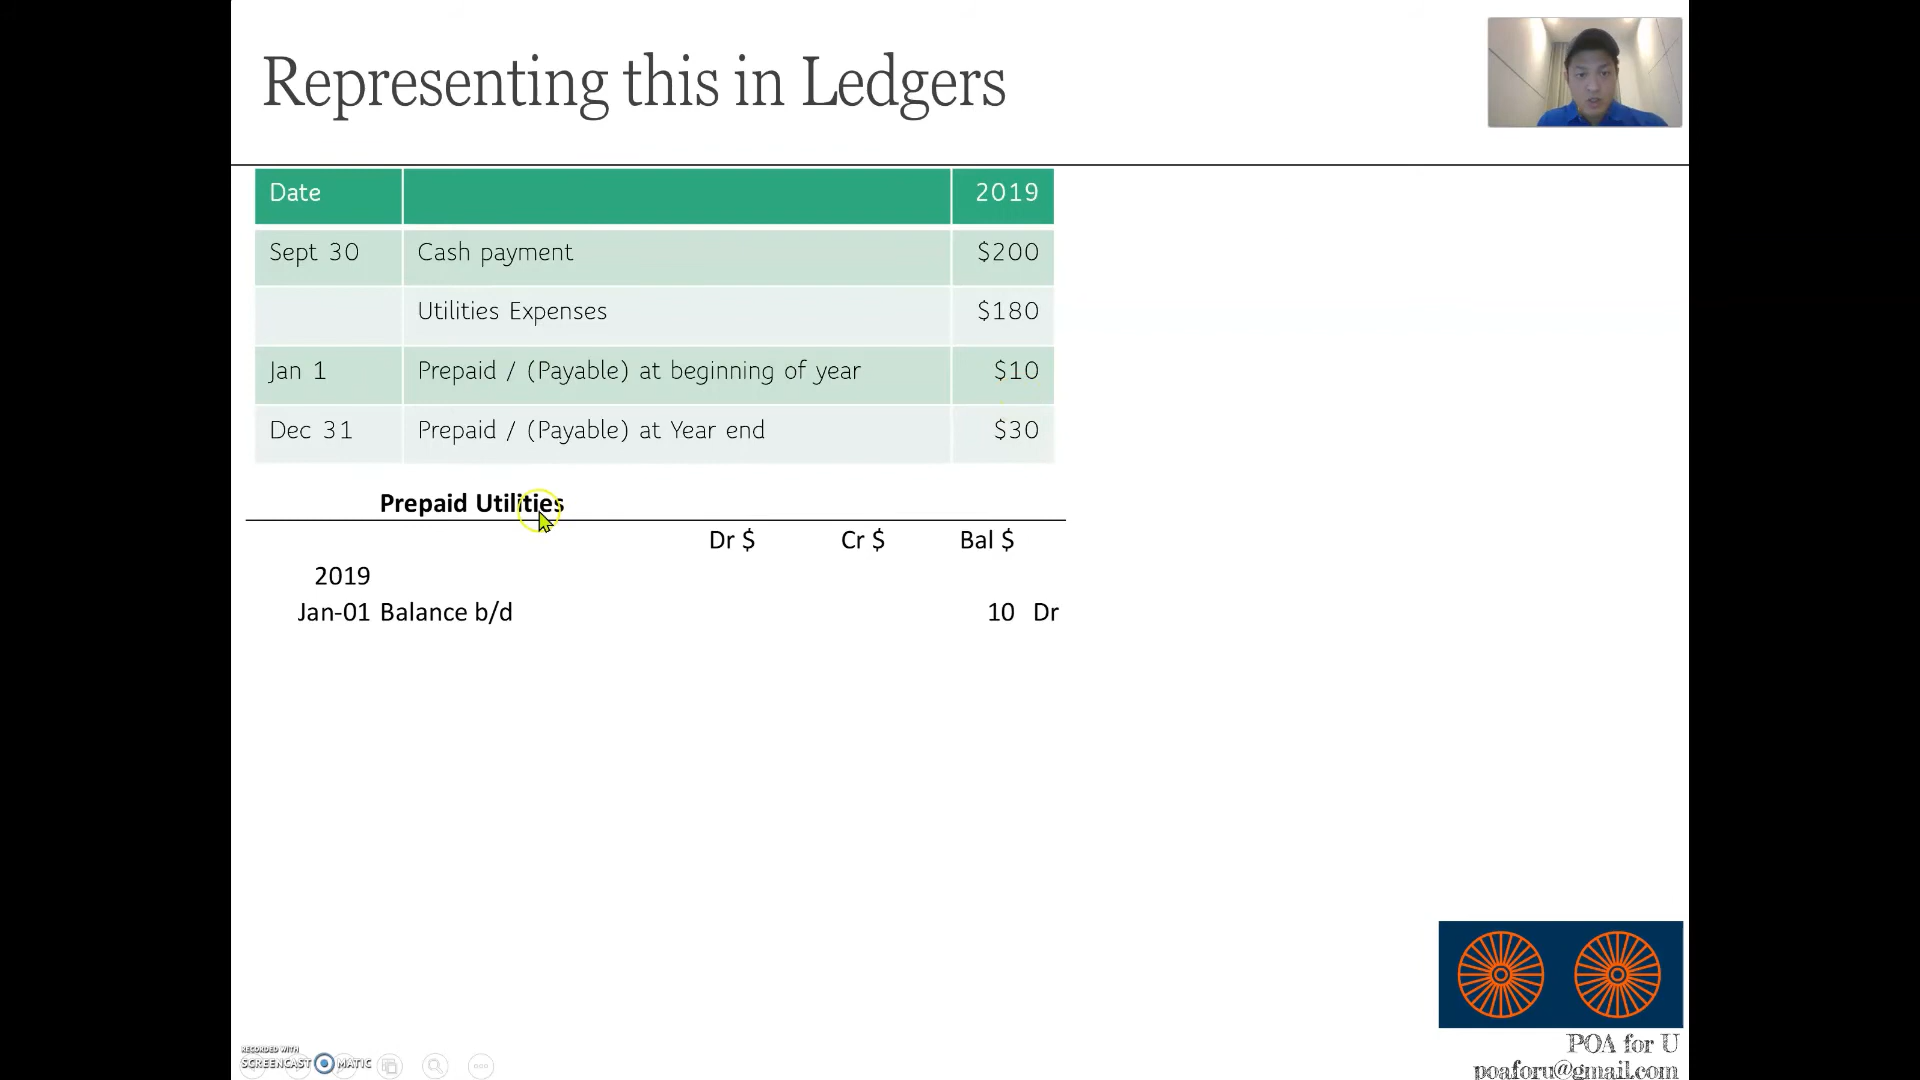 Representing this in Ledgers
Date 2019
Sept 30 Cash payment $200
Utilities Expenses $180
Jan 1 Prepaid / (Payable) at beginning of year $10
Dec 31 Prepaid / (Payable) at Year end $30
Prepaid Utilities
Dr $ Cr $ Bal $
2019
Jan-01 Balance b/d 10 Dr
POA for U
poaforu@gmail.com
RECORDED WITH
SCREENCAST MATIC